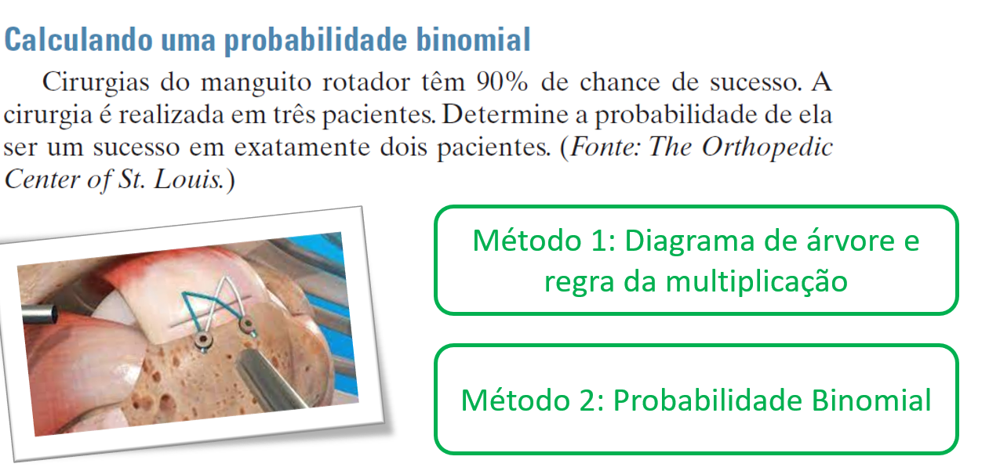 Calculando uma probabilidade binomial
Cirurgias do manguito rotador têm 90% de chance de sucesso. A
cirurgia é realizada em três pacientes. Determine a probabilidade de ela
ser um sucesso em exatamente dois pacientes. (Fonte: The Orthopedic
Center of St. Louis.)
Método 1: Diagrama de árvore e
regra da multiplicação
Método 2: Probabilidade Binomial